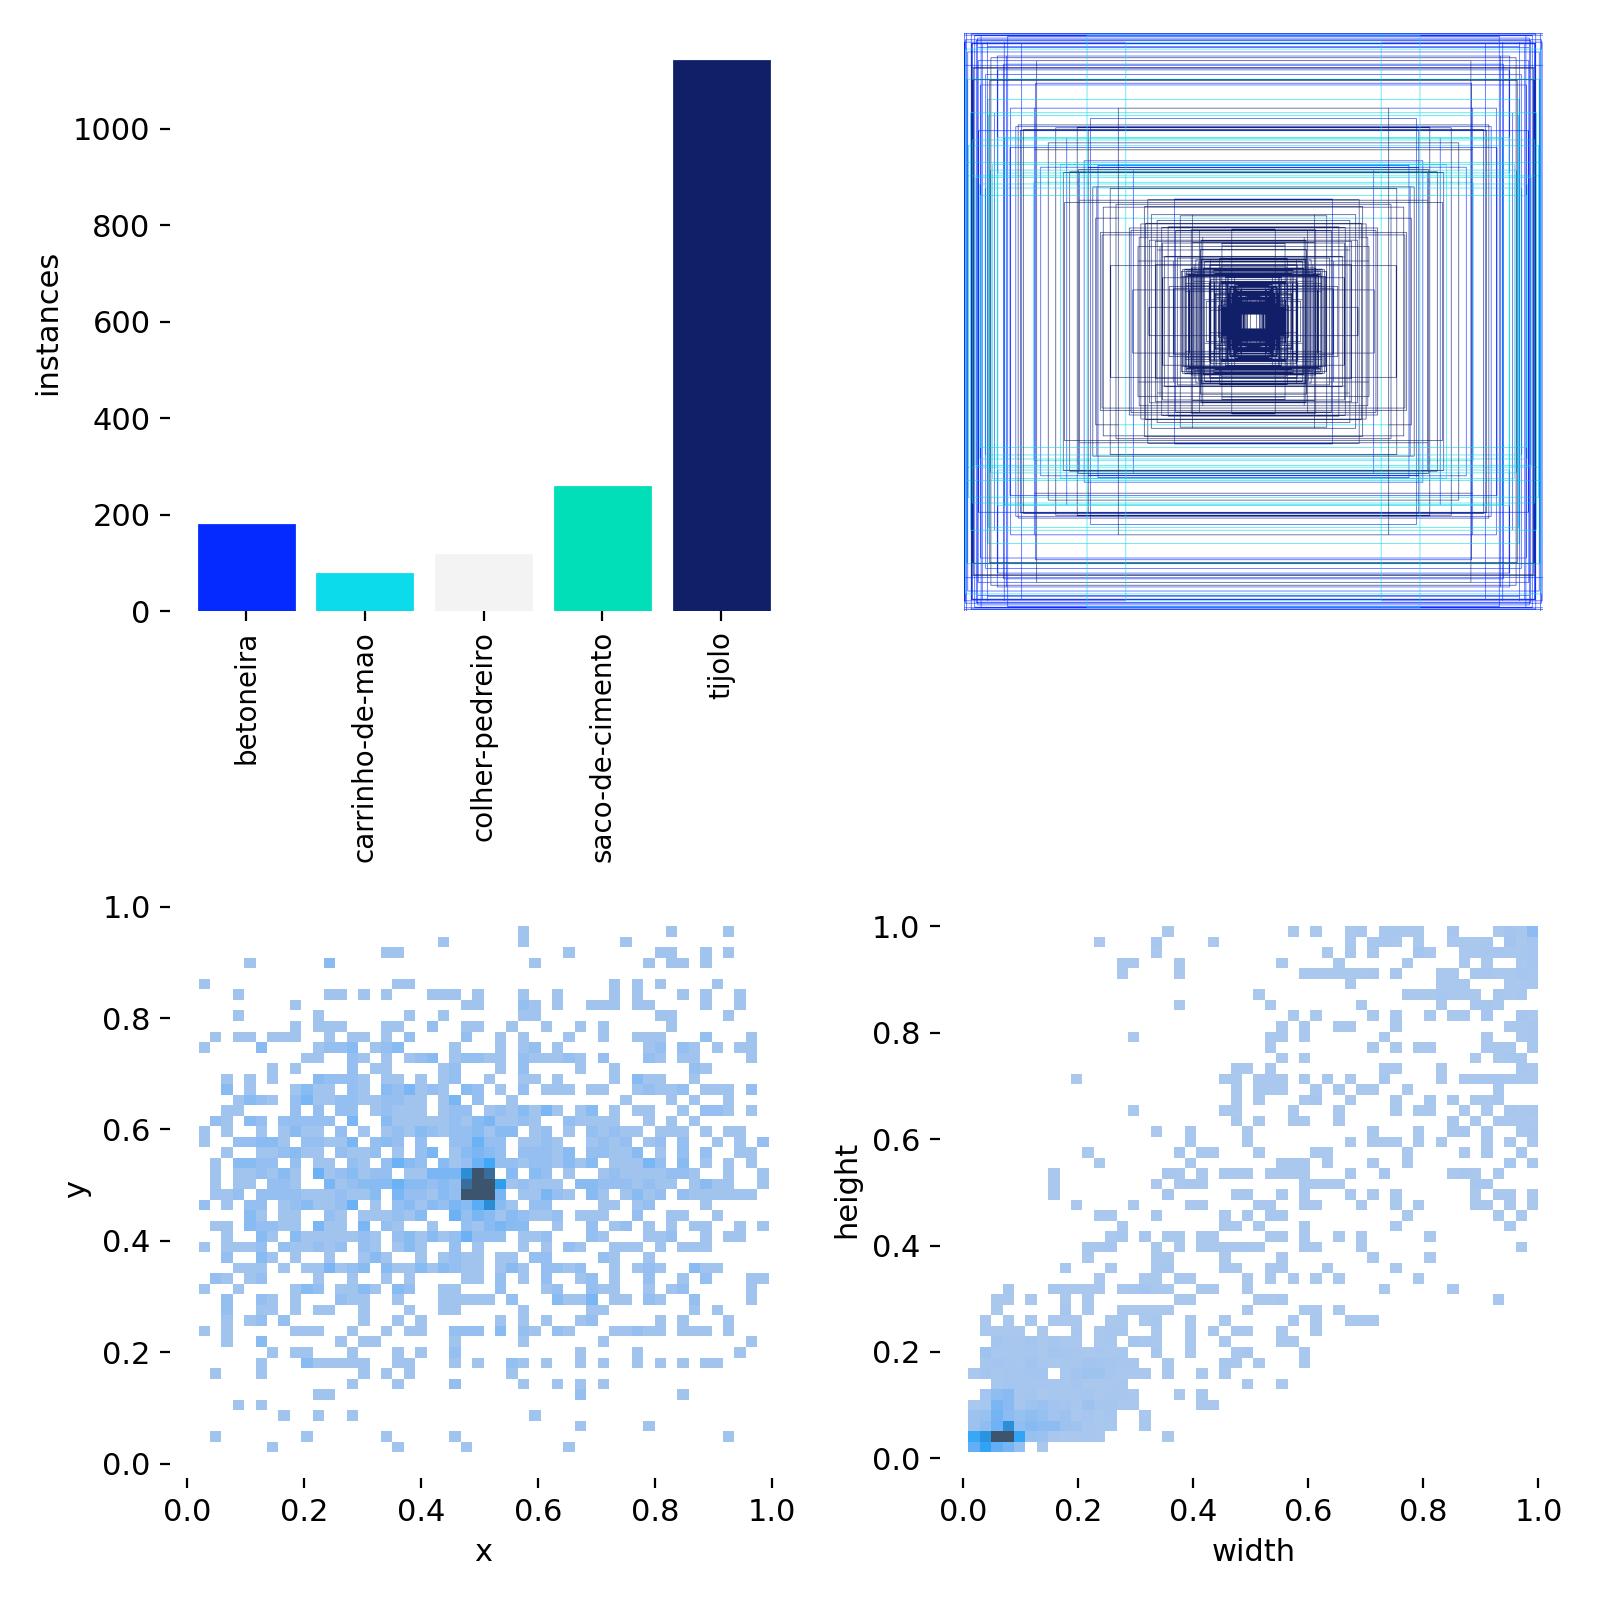 instances
1000
800
600
400
200
0
betoneira
carrinho-de-mao
colher-pedreiro
saco-de-cimento
tijolo
y
1.0
0.8
0.6
0.4
0.2
0.0
0.0 0.2 0.4 0.6 0.8 1.0
x
height
1.0
0.8
0.6
0.4
0.2
0.0
0.0 0.2 0.4 0.6 0.8 1.0
width